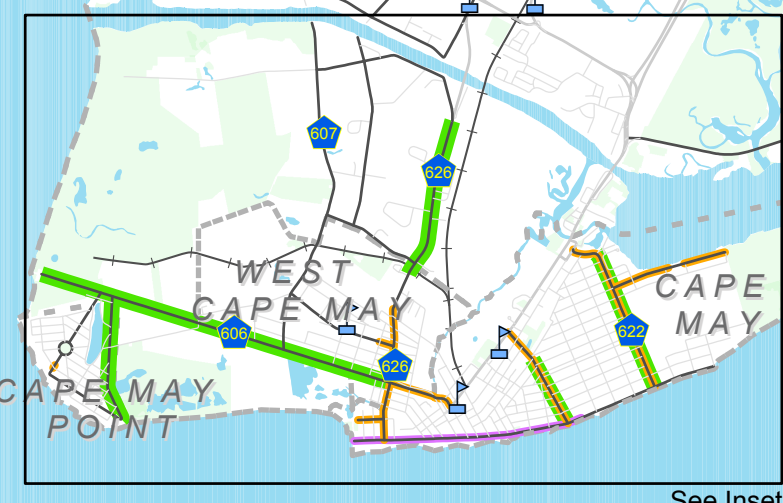 607
626
WEST
CAPE MAY
CAPE
MAY
606
622
626
CAPE MAY
POINT
See Inset